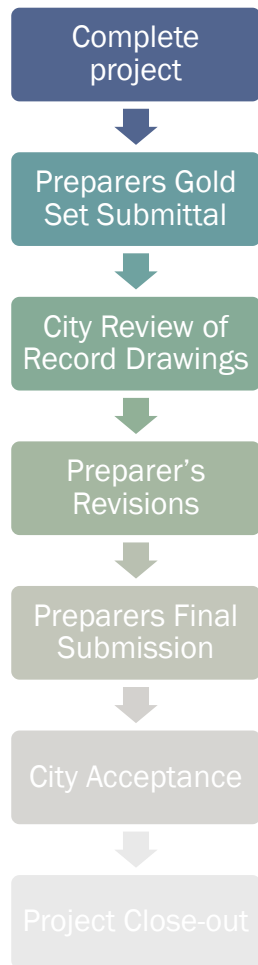 Complete
project
Preparers Gold
Set Submittal
City Review of
Record Drawings
Preparer’s
Revisions
Preparers Final
Submission
City Acceptance
Project Close-out